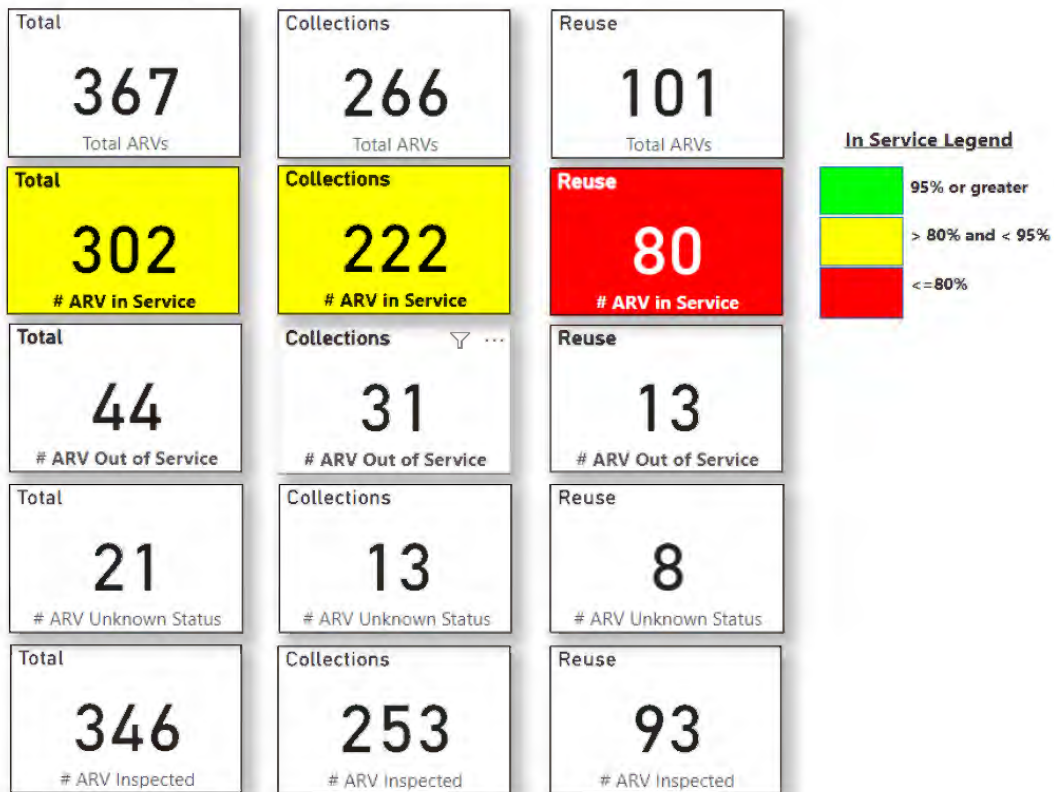 Total
367
Total ARVs
Collections
266
Total ARVs
Reuse
101
Total ARVs
In Service Legend
95% or greater
> 80% and < 95%
<=80%
Total
302
# ARV in Service
Collections
222
# ARV in Service
Reuse
80
# ARV in Service
Total
44
# ARV Out of Service
Collections
31
# ARV Out of Service
Reuse
13
# ARV Out of Service
Total
21
# ARV Unknown Status
Collections
13
# ARV Unknown Status
Reuse
8
# ARV Unknown Status
Total
346
# ARV Inspected
Collections
253
# ARV Inspected
Reuse
93
# ARV Inspected